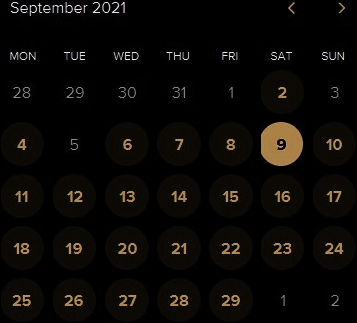 September 2021
MON TUE WED THU FRI SAT SUN
28 29 30 31 1 2 3
4 5 6 7 8 9 10
11 12 13 14 15 16 17
18 19 20 21 22 23 24
25 26 27 28 29 1 2